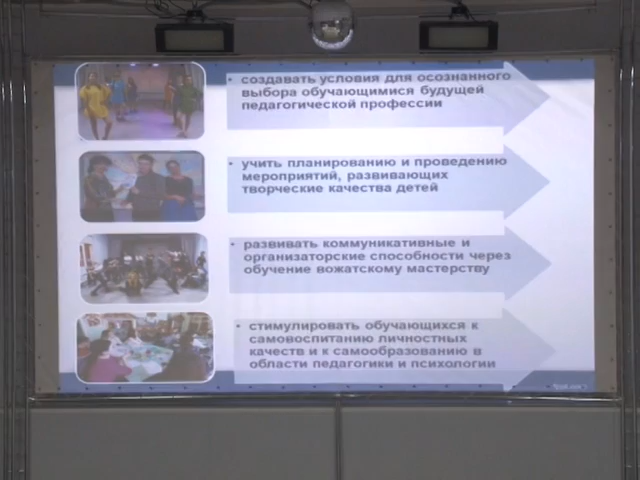 • создавать условия для осознанного
выбора обучающимися будущей
педагогической профессии
• учить планированию и проведению
мероприятий, развивающих
творческие качества детей
• развивать коммуникативные и
организаторские способности через
обучение вожатскому мастерству
• стимулировать обучающихся к
самовоспитанию личностных
качеств и к самообразованию в
области педагогики и психологии